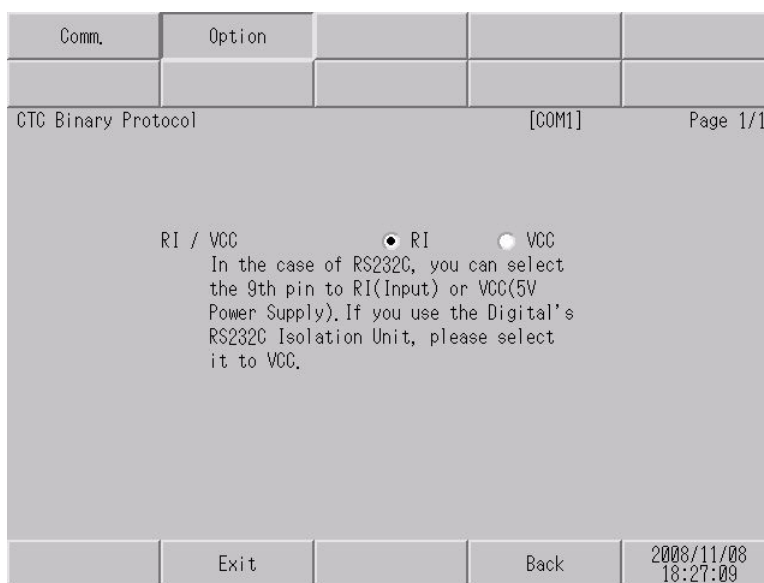 Comm. Option
CTC Binary Protocol [COM1] Page 1/1
RI / VCC RI VCC
In the case of RS232C, you can select
the 9th pin to RI(Input) or VCC(5V
Power Supply).If you use the Digital's
RS232C Isolation Unit, please select
it to VCC.
Exit Back 2008/11/08
18:27:09